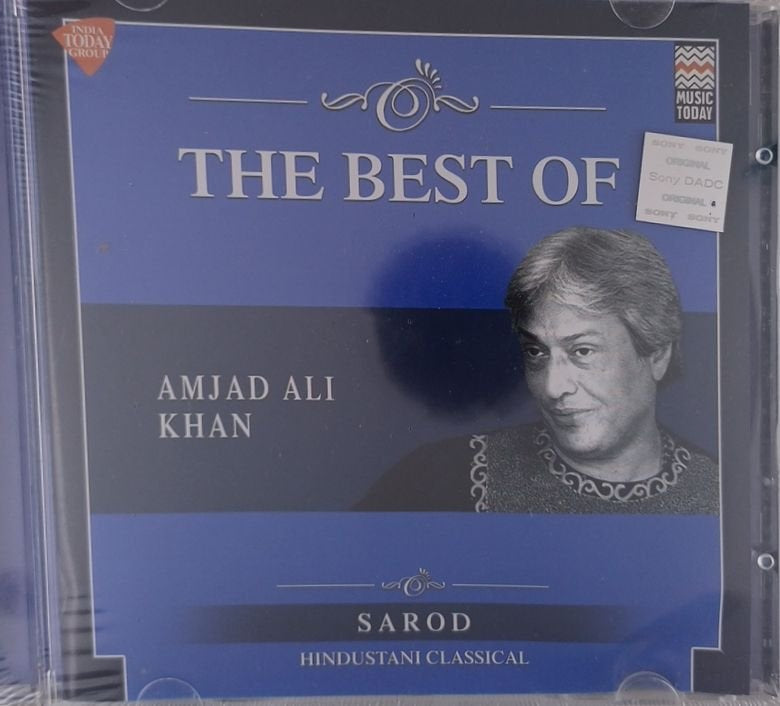 INDIA
TODAY
GROUP
MUSIC
TODAY
THE BEST OF
SONY SONY
ORIGINAL
Sony DADC
ORIGINAL
SONY SONY
AMJAD ALI
KHAN
SAROD
HINDUSTANI CLASSICAL